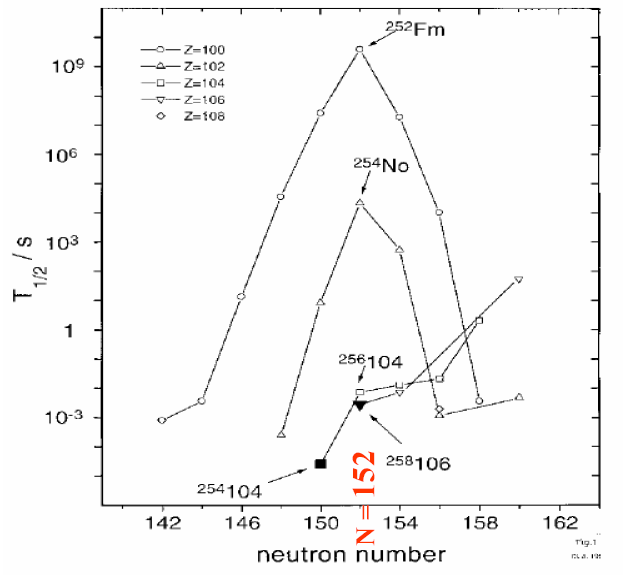 252Fm
Z=100
Z=102
Z=104
Z=106
Z=108
10⁹
10⁶
10³
1
10⁻³
T1/2 / s
²⁵⁴No
²⁵⁶104
²⁵⁸106
²⁵⁴104
N = 152
142 146 150 154 158 162
neutron number
Fig.1